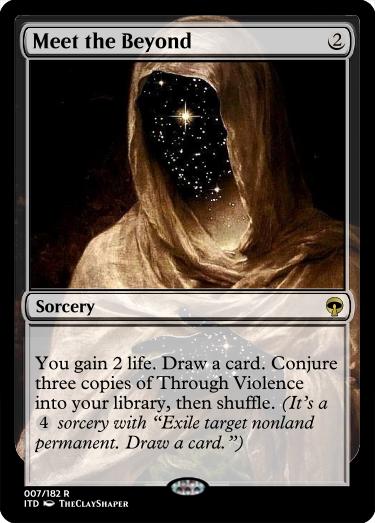 Meet the Beyond 2
Sorcery
You gain 2 life. Draw a card. Conjure
three copies of Through Violence
into your library, then shuffle. (It's a
4 sorcery with “Exile target nonland
permanent. Draw a card.”)
007/182 R
ITD TheClayShaper